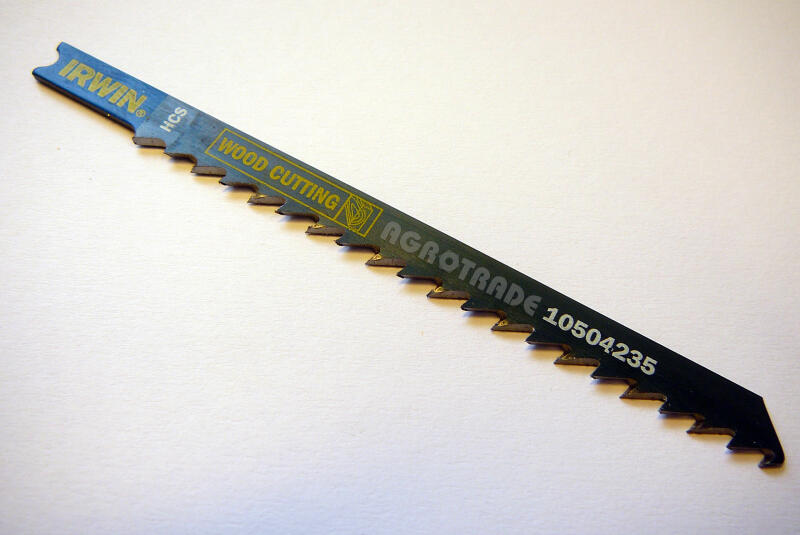 IRWIN®
HCS
WOOD CUTTING
AGROTRADE
10504235